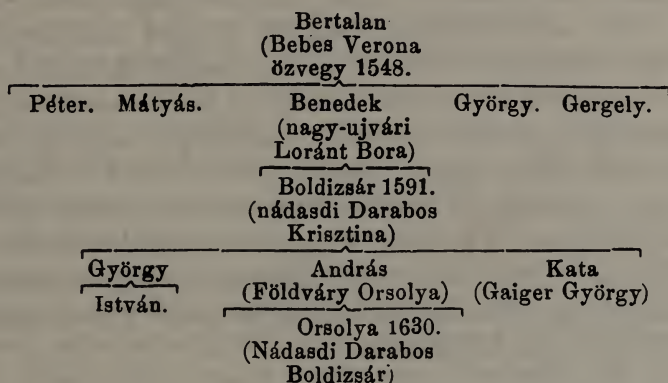 Bertalan
(Bebes Verona
özvegy 1548.
Péter. Mátyás. Benedek György. Gergely.
(nagy-ujvári
Loránt Bora)
Boldizsár 1591.
(nádasdi Darabos
Krisztina)
György András Kata
István. (Földváry Orsolya) (Gaiger György)
Orsolya 1630.
(Nádasdi Darabos
Boldizsár)